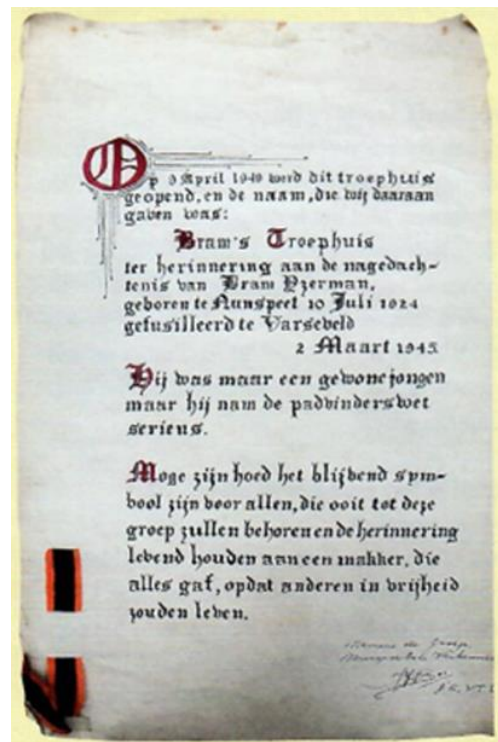 Op 9 April 1949 werd dit troephuis
geopend, en de naam, die wij daaraan
gaven was:
Bram's Troephuis
ter herinnering aan de nagedach-
tenis van Bram Yzerman,
geboren te Nunspeet 10 Juli 1924
gefusilleerd te Varseveld
2 Maart 1945
Hij was maar een gewone jongen
maar hij nam de padvinderswet
serieus.
Moge zijn hoed het blijvend sym-
bool zijn voor allen, die ooit tot deze
groep zullen behoren en de herinnering
levend houden aan een makker, die
alles gaf, opdat anderen in vrijheid
zouden leven.